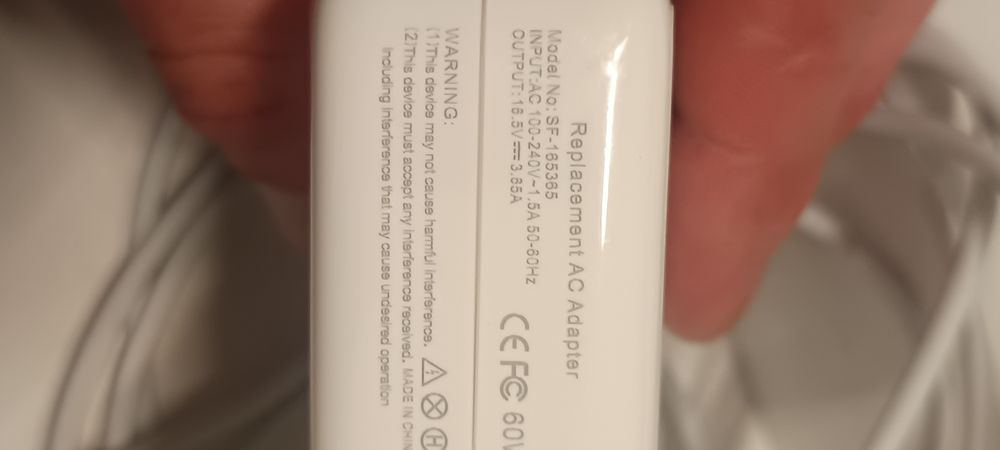 Replacement AC Adapter
Model No: SF-165365
INPUT:AC 100-240V~1.5A 50-60Hz
OUTPUT:16.5V⎓3.65A
CE FC 60W
WARNING:
(1)This device may not cause harmful interference.
(2)This device must accept any interference received. MADE IN CHIN
including interference that may cause undesired operation